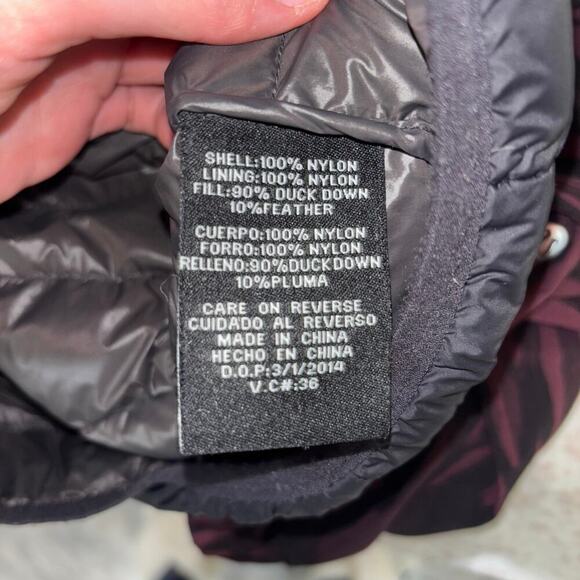 SHELL:100% NYLON
LINING:100% NYLON
FILL:90% DUCK DOWN
10%FEATHER
CUERPO:100% NYLON
FORRO:100% NYLON
RELLENO:90%DUCKDOWN
10%PLUMA
CARE ON REVERSE
CUIDADO AL REVERSO
MADE IN CHINA
HECHO EN CHINA
D.O.P:3/1/2014
V.C#:36